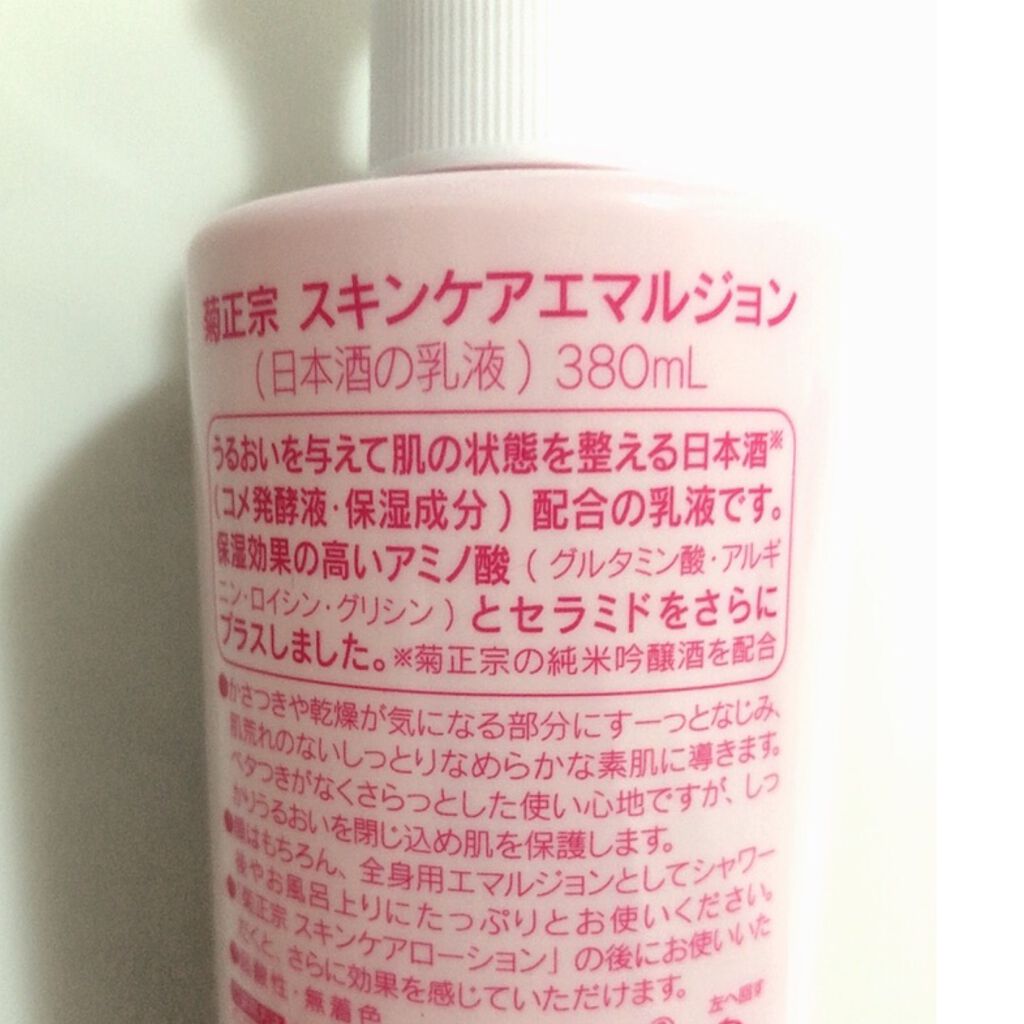 菊正宗 スキンケアエマルジョン
(日本酒の乳液) 380mL
うるおいを与えて肌の状態を整える日本酒※
(コメ発酵液・保湿成分)配合の乳液です。
保湿効果の高いアミノ酸(グルタミン酸・アルギ
ニン・ロイシン・グリシン)とセラミドをさらに
プラスしました。※菊正宗の純米吟醸酒を配合
●かさつきや乾燥が気になる部分にすーっとなじみ、
肌荒れのないしっとりなめらかな素肌に導きます。
ベタつきがなくさらっとした使い心地ですが、しっ
かりうるおいを閉じ込め肌を保護します。
●顔はもちろん、全身用エマルジョンとしてシャワー
後やお風呂上りにたっぷりとお使いください。
●「菊正宗 スキンケアローション」の後にお使いいた
だくと、さらに効果を感じていただけます。
●弱酸性・無着色
左へ回す